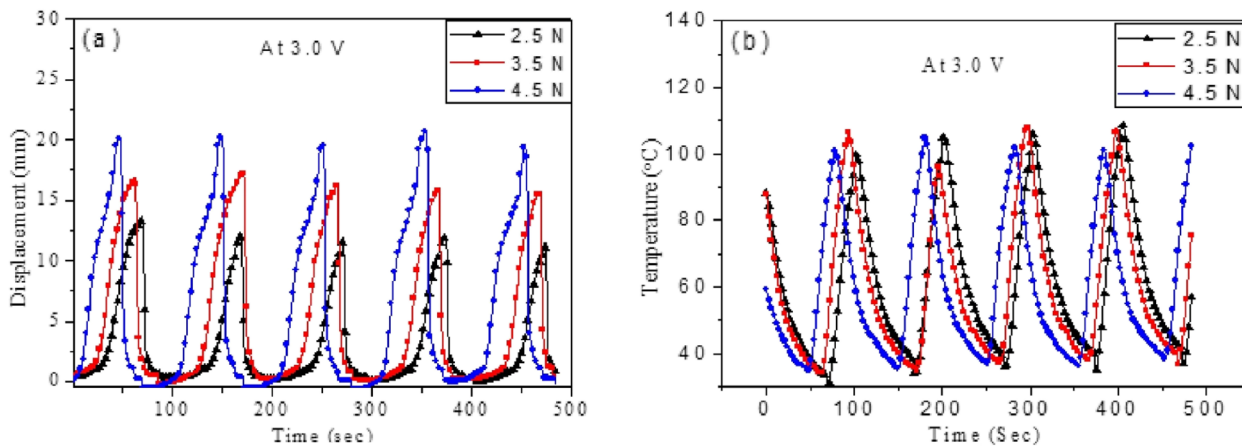 (a)
At 3.0 V
2.5 N
3.5 N
4.5 N
Displacement (mm)
30
25
20
15
10
5
0
100 200 300 400 500
Time (sec)
(b)
At 3.0 V
2.5 N
3.5 N
4.5 N
Temperature (°C)
140
120
100
80
60
40
0 100 200 300 400 500
Time (Sec)